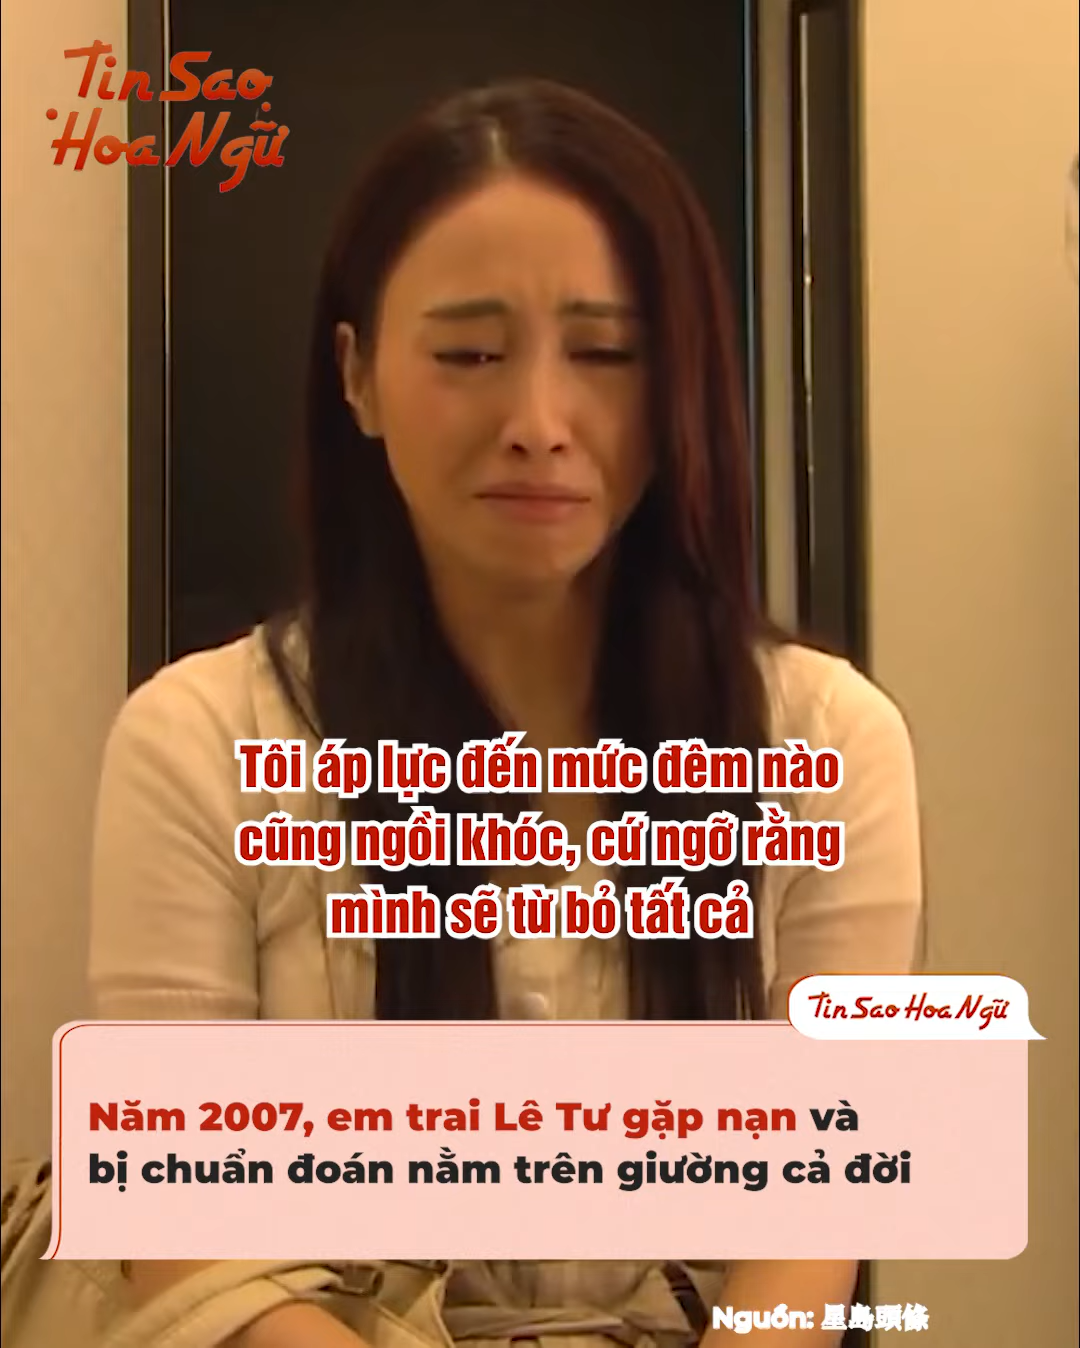 Tin Sao
Hoa Ngữ
Tôi áp lực đến mức đêm nào
cũng ngồi khóc, cứ ngỡ rằng
mình sẽ từ bỏ tất cả
Tin Sao Hoa Ngữ
Năm 2007, em trai Lê Tư gặp nạn và
bị chuẩn đoán nằm trên giường cả đời
Nguồn: 星島頭條